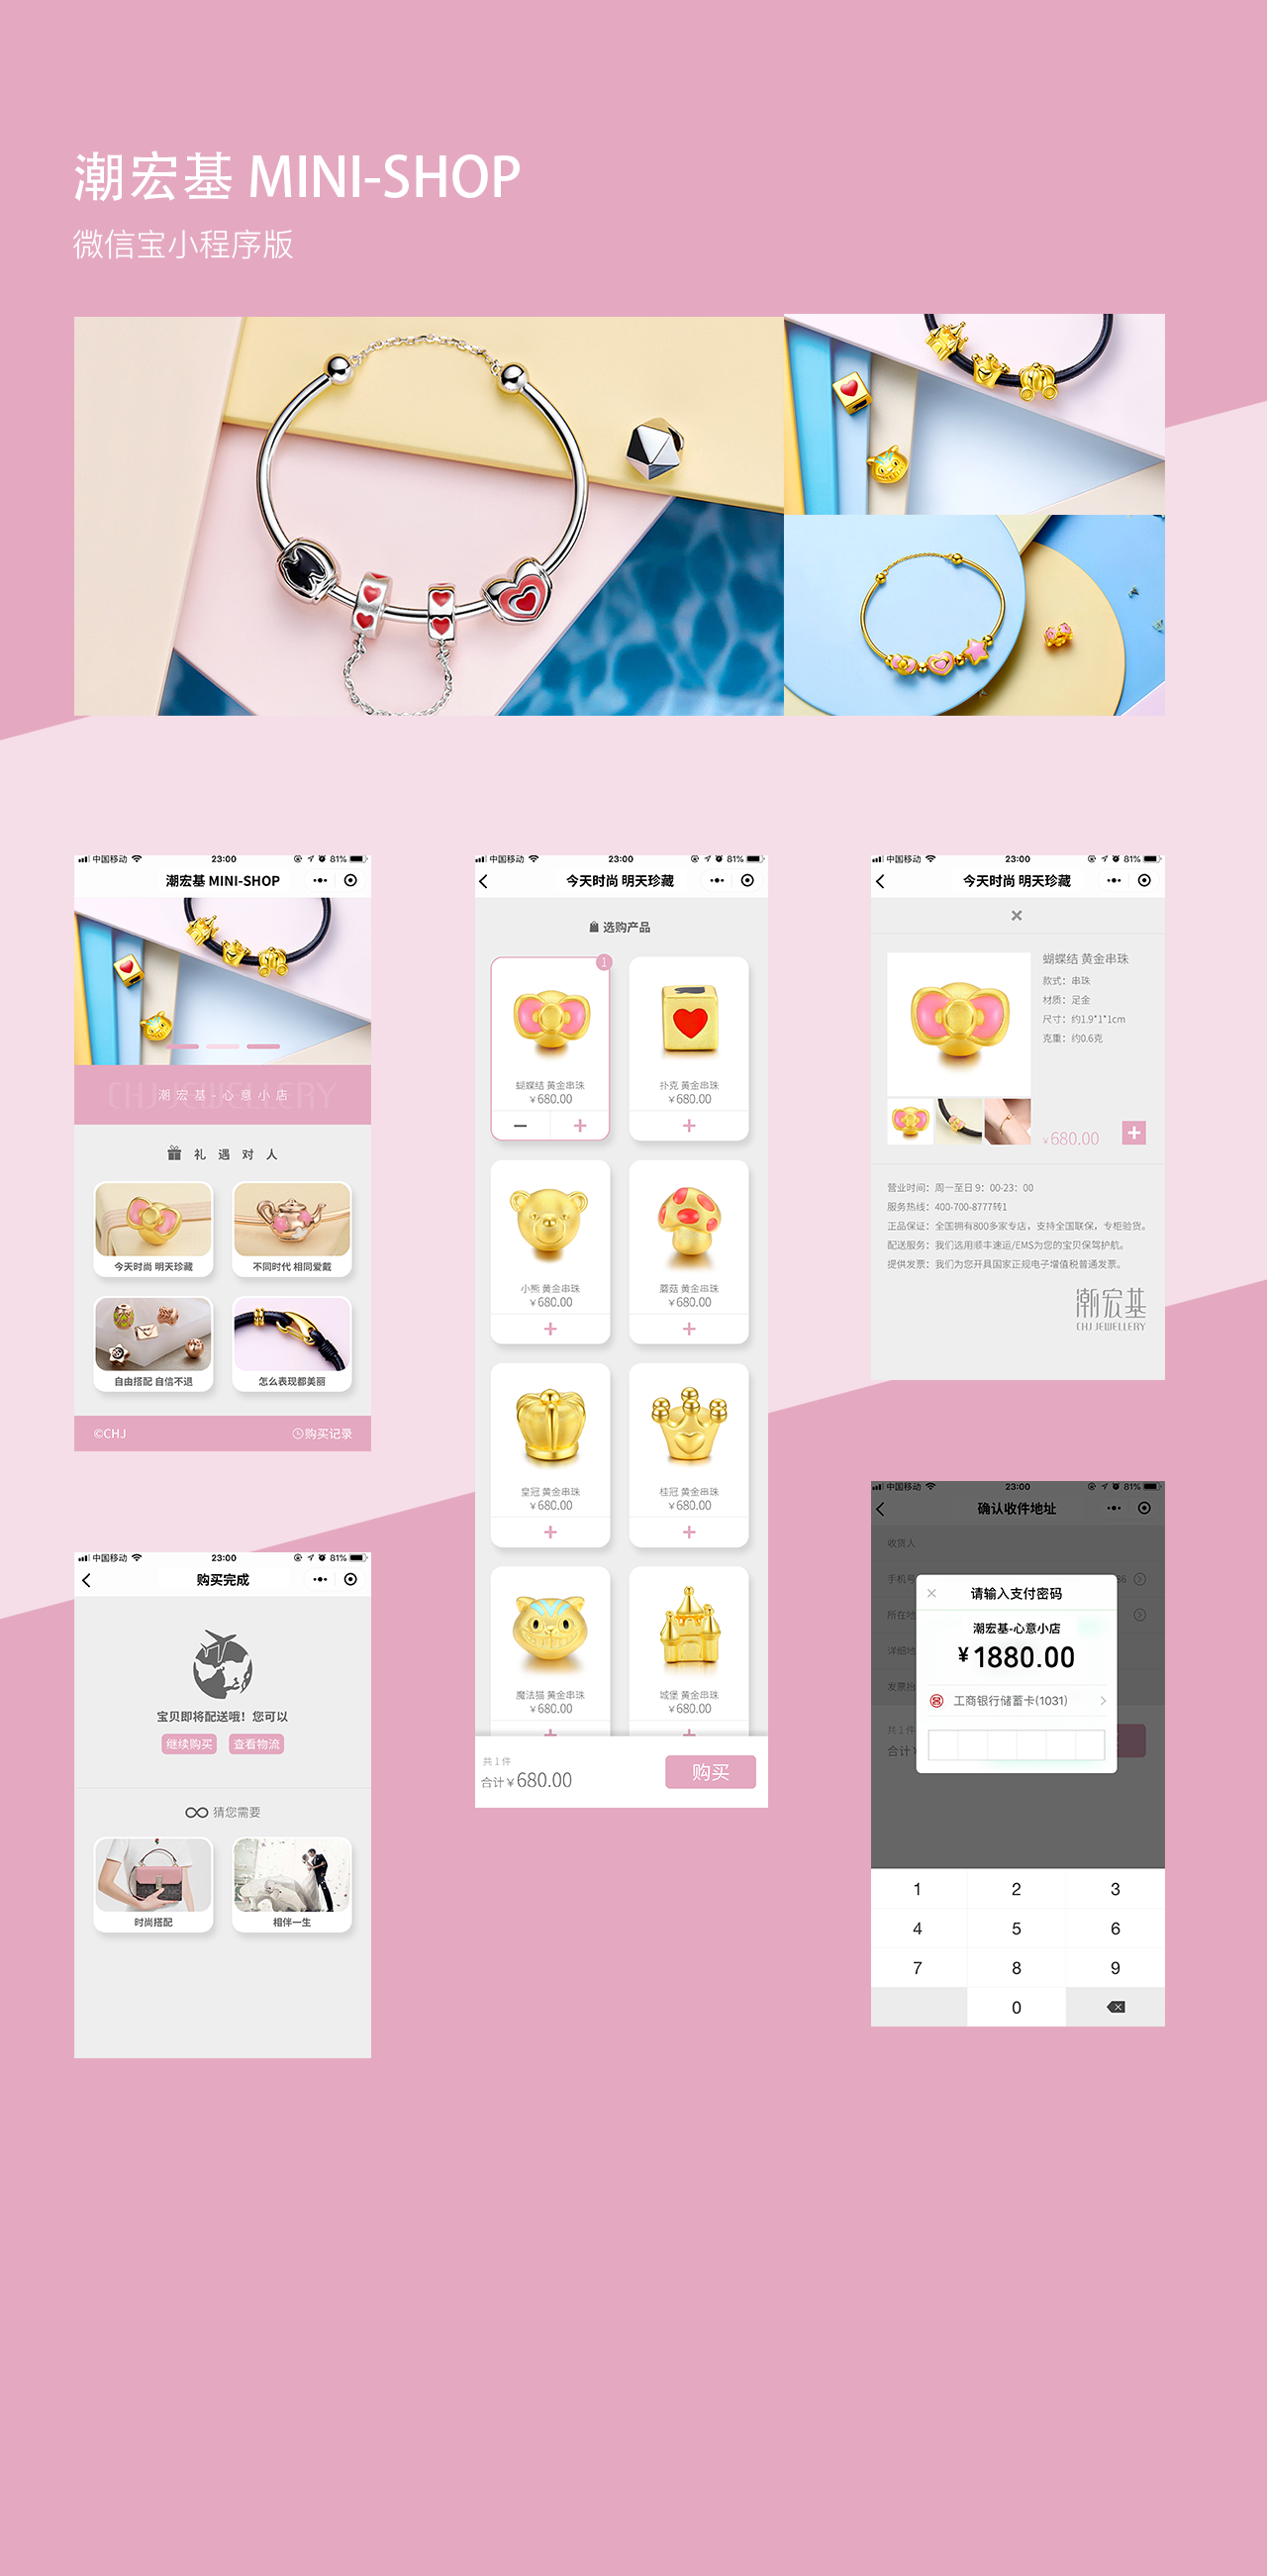 潮宏基 MINI-SHOP
微信宝小程序版
中国移动 23:00 81%
潮宏基 MINI-SHOP
CHJ JEWELLERY
潮宏基-心意小店
礼遇对人
今天时尚 明天珍藏
不同时代 相同爱戴
自由搭配 自信不退
怎么表现都美丽
©CHJ
购买记录
中国移动 23:00 81%
购买完成
宝贝即将配送哦！您可以
继续购买
查看物流
猜您需要
时尚搭配
相伴一生
中国移动 23:00 81%
今天时尚 明天珍藏
选购产品
1
蝴蝶结 黄金串珠
¥680.00
扑克 黄金串珠
¥680.00
小熊 黄金串珠
¥680.00
蘑菇 黄金串珠
¥680.00
皇冠 黄金串珠
¥680.00
桂冠 黄金串珠
¥680.00
魔法猫 黄金串珠
¥680.00
城堡 黄金串珠
¥680.00
共 1 件
合计¥680.00
购买
中国移动 23:00 81%
今天时尚 明天珍藏
蝴蝶结 黄金串珠
款式：串珠
材质：足金
尺寸：约1.9*1*1cm
克重：约0.6克
¥680.00
营业时间：周一至日 9：00-23：00
服务热线：400-700-8777转1
正品保证：全国拥有800多家专店，支持全国联保，专柜验货。
配送服务：我们选用顺丰速运/EMS为您的宝贝保驾护航。
提供发票：我们为您开具国家正规电子增值税普通发票。
潮宏基
CHJ JEWELLERY
中国移动 23:00 81%
确认收件地址
收货人
手机号
86
所在地
详细地
发票抬
共 1 件
合计¥
请输入支付密码
潮宏基-心意小店
¥1880.00
工商银行储蓄卡(1031)
1 2 3
4 5 6
7 8 9
0